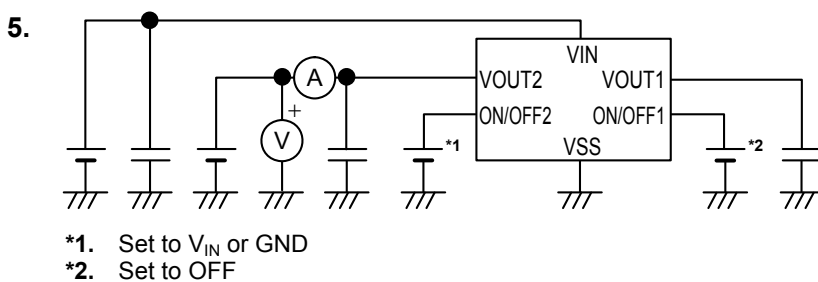 5.
VIN
A
VOUT2 VOUT1
+
ON/OFF2 ON/OFF1
V
*1 VSS *2
*1. Set to VIN or GND
*2. Set to OFF